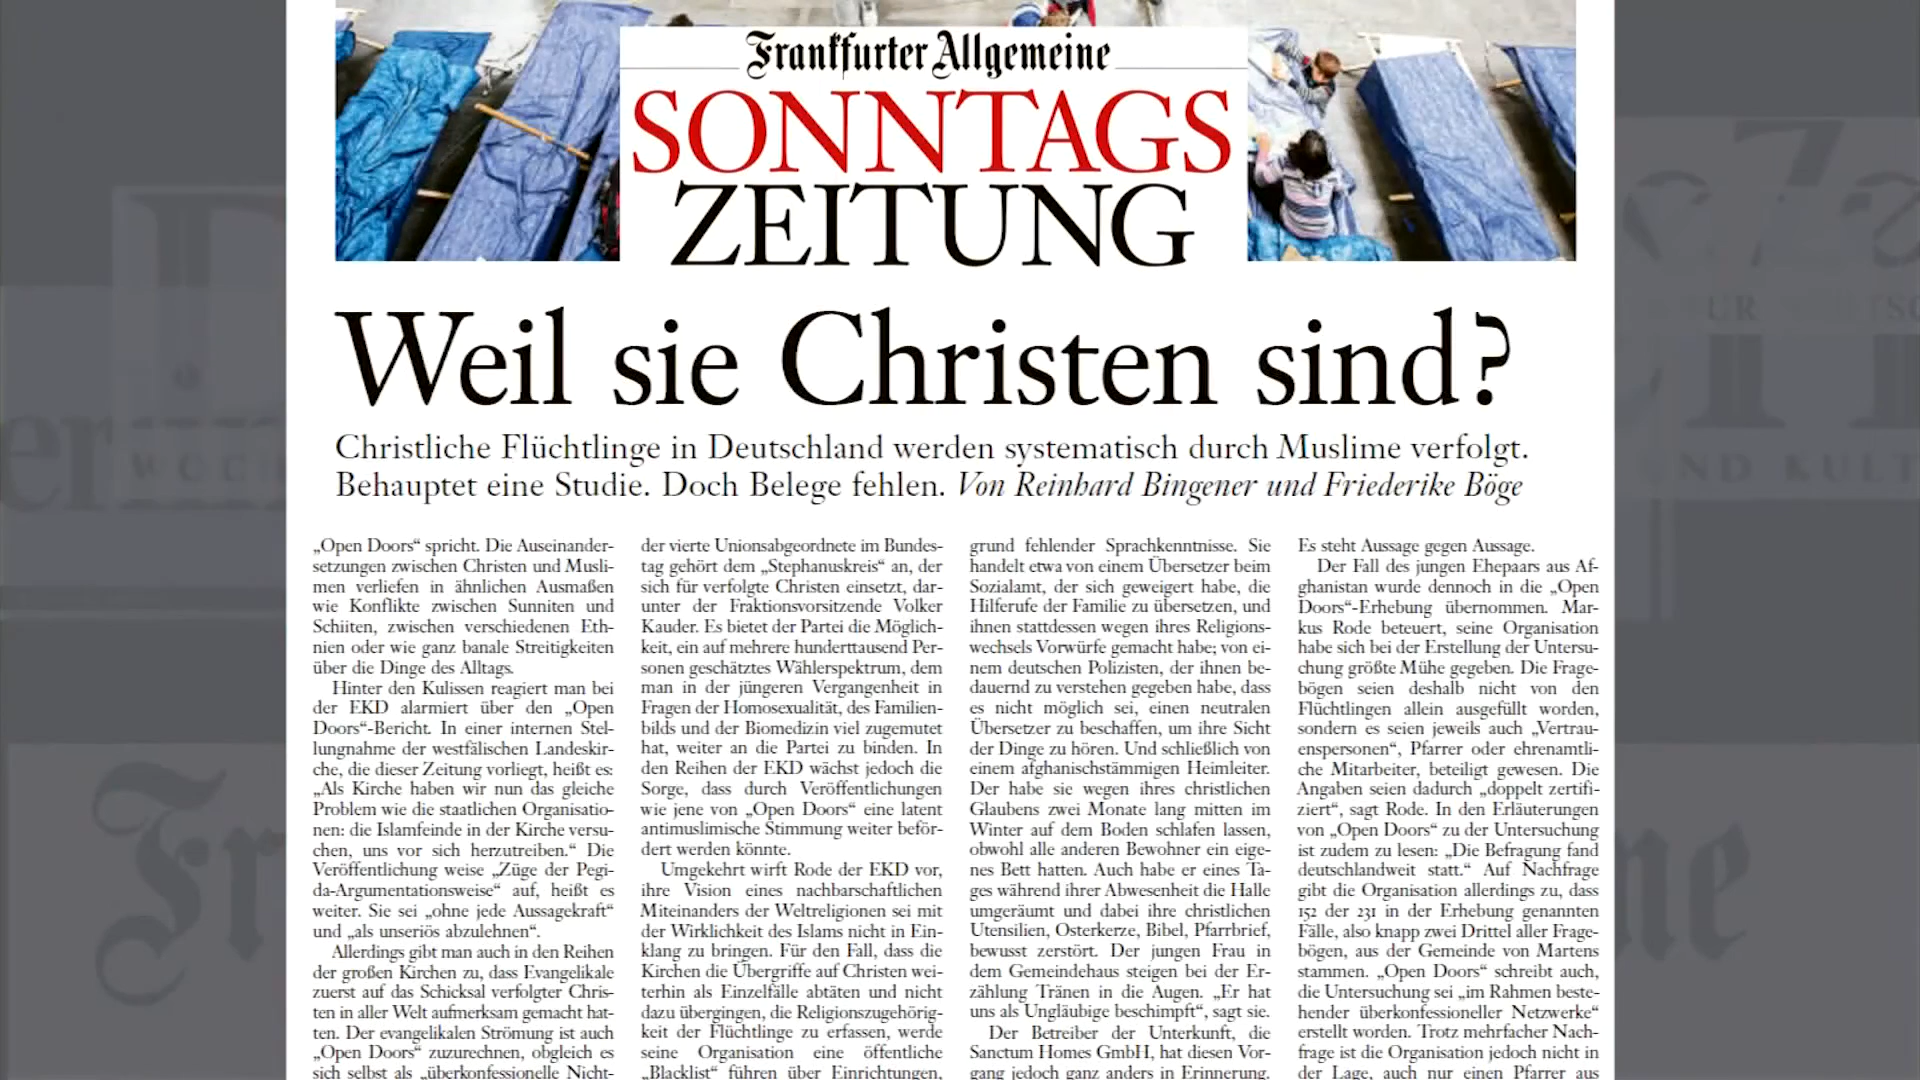 Frankfurter Allgemeine
SONNTAGS
ZEITUNG
Weil sie Christen sind?
Christliche Flüchtlinge in Deutschland werden systematisch durch Muslime verfolgt.
Behauptet eine Studie. Doch Belege fehlen. Von Reinhard Bingener und Friederike Böge
„Open Doors“ spricht. Die Auseinander-
setzungen zwischen Christen und Musli-
men verliefen in ähnlichen Ausmaßen
wie Konflikte zwischen Sunniten und
Schiiten, zwischen verschiedenen Eth-
nien oder wie ganz banale Streitigkeiten
über die Dinge des Alltags.
Hinter den Kulissen reagiert man bei
der EKD alarmiert über den „Open
Doors“-Bericht. In einer internen Stel-
lungnahme der westfälischen Landeskir-
che, die dieser Zeitung vorliegt, heißt es:
„Als Kirche haben wir nun das gleiche
Problem wie die staatlichen Organisatio-
nen: die Islamfeinde in der Kirche versu-
chen, uns vor sich herzutreiben.“ Die
Veröffentlichung weise „Züge der Pegi-
da-Argumentationsweise“ auf, heißt es
weiter. Sie sei „ohne jede Aussagekraft“
und „als unseriös abzulehnen“.
Allerdings gibt man auch in den Reihen
der großen Kirchen zu, dass Evangelikale
zuerst auf das Schicksal verfolgter Chris-
ten in aller Welt aufmerksam gemacht hat-
ten. Der evangelikalen Strömung ist auch
„Open Doors“ zuzurechnen, obgleich es
sich selbst als „überkonfessionelle Nicht-
der vierte Unionsabgeordnete im Bundes-
tag gehört dem „Stephanuskreis“ an, der
sich für verfolgte Christen einsetzt, dar-
unter der Fraktionsvorsitzende Volker
Kauder. Es bietet der Partei die Möglich-
keit, ein auf mehrere hunderttausend Per-
sonen geschätztes Wählerspektrum, dem
man in der jüngeren Vergangenheit in
Fragen der Homosexualität, des Familien-
bilds und der Biomedizin viel zugemutet
hat, weiter an die Partei zu binden. In
den Reihen der EKD wächst jedoch die
Sorge, dass durch Veröffentlichungen
wie jene von „Open Doors“ eine latent
antimuslimische Stimmung weiter beför-
dert werden könnte.
Umgekehrt wirft Rode der EKD vor,
ihre Vision eines nachbarschaftlichen
Miteinanders der Weltreligionen sei mit
der Wirklichkeit des Islams nicht in Ein-
klang zu bringen. Für den Fall, dass die
Kirchen die Übergriffe auf Christen wei-
terhin als Einzelfälle abtäten und nicht
dazu übergingen, die Religionszugehörig-
keit der Flüchtlinge zu erfassen, werde
seine Organisation eine öffentliche
„Blacklist“ führen über Einrichtungen,
grund fehlender Sprachkenntnisse. Sie
handelt etwa von einem Übersetzer beim
Sozialamt, der sich geweigert habe, die
Hilferufe der Familie zu übersetzen, und
ihnen stattdessen wegen ihres Religions-
wechsels Vorwürfe gemacht habe; von ei-
nem deutschen Polizisten, der ihnen be-
dauernd zu verstehen gegeben habe, dass
es nicht möglich sei, einen neutralen
Übersetzer zu beschaffen, um ihre Sicht
der Dinge zu hören. Und schließlich von
einem afghanischstämmigen Heimleiter.
Der habe sie wegen ihres christlichen
Glaubens zwei Monate lang mitten im
Winter auf dem Boden schlafen lassen,
obwohl alle anderen Bewohner ein eige-
nes Bett hatten. Auch habe er eines Ta-
ges während ihrer Abwesenheit die Halle
umgeräumt und dabei ihre christlichen
Utensilien, Osterkerze, Bibel, Pfarrbrief,
bewusst zerstört. Der jungen Frau in
dem Gemeindehaus steigen bei der Er-
zählung Tränen in die Augen. „Er hat
uns als Ungläubige beschimpft“, sagt sie.
Der Betreiber der Unterkunft, die
Sanctum Homes GmbH, hat diesen Vor-
gang jedoch ganz anders in Erinnerung.
Es steht Aussage gegen Aussage.
Der Fall des jungen Ehepaars aus Af-
ghanistan wurde dennoch in die „Open
Doors“-Erhebung übernommen. Mar-
kus Rode beteuert, seine Organisation
habe sich bei der Erstellung der Untersu-
chung größte Mühe gegeben. Die Frage-
bögen seien deshalb nicht von den
Flüchtlingen allein ausgefüllt worden,
sondern es seien jeweils auch „Vertrau-
enspersonen“, Pfarrer oder ehrenamtli-
che Mitarbeiter, beteiligt gewesen. Die
Angaben seien dadurch „doppelt zertifi-
ziert“, sagt Rode. In den Erläuterungen
von „Open Doors“ zu der Untersuchung
ist zudem zu lesen: „Die Befragung fand
deutschlandweit statt.“ Auf Nachfrage
gibt die Organisation allerdings zu, dass
152 der 231 in der Erhebung genannten
Fälle, also knapp zwei Drittel aller Frage-
bögen, aus der Gemeinde von Martens
stammen. „Open Doors“ schreibt auch,
die Untersuchung sei „im Rahmen beste-
hender überkonfessioneller Netzwerke“
erstellt worden. Trotz mehrfacher Nach-
frage ist die Organisation jedoch nicht in
der Lage, auch nur einen Pfarrer aus